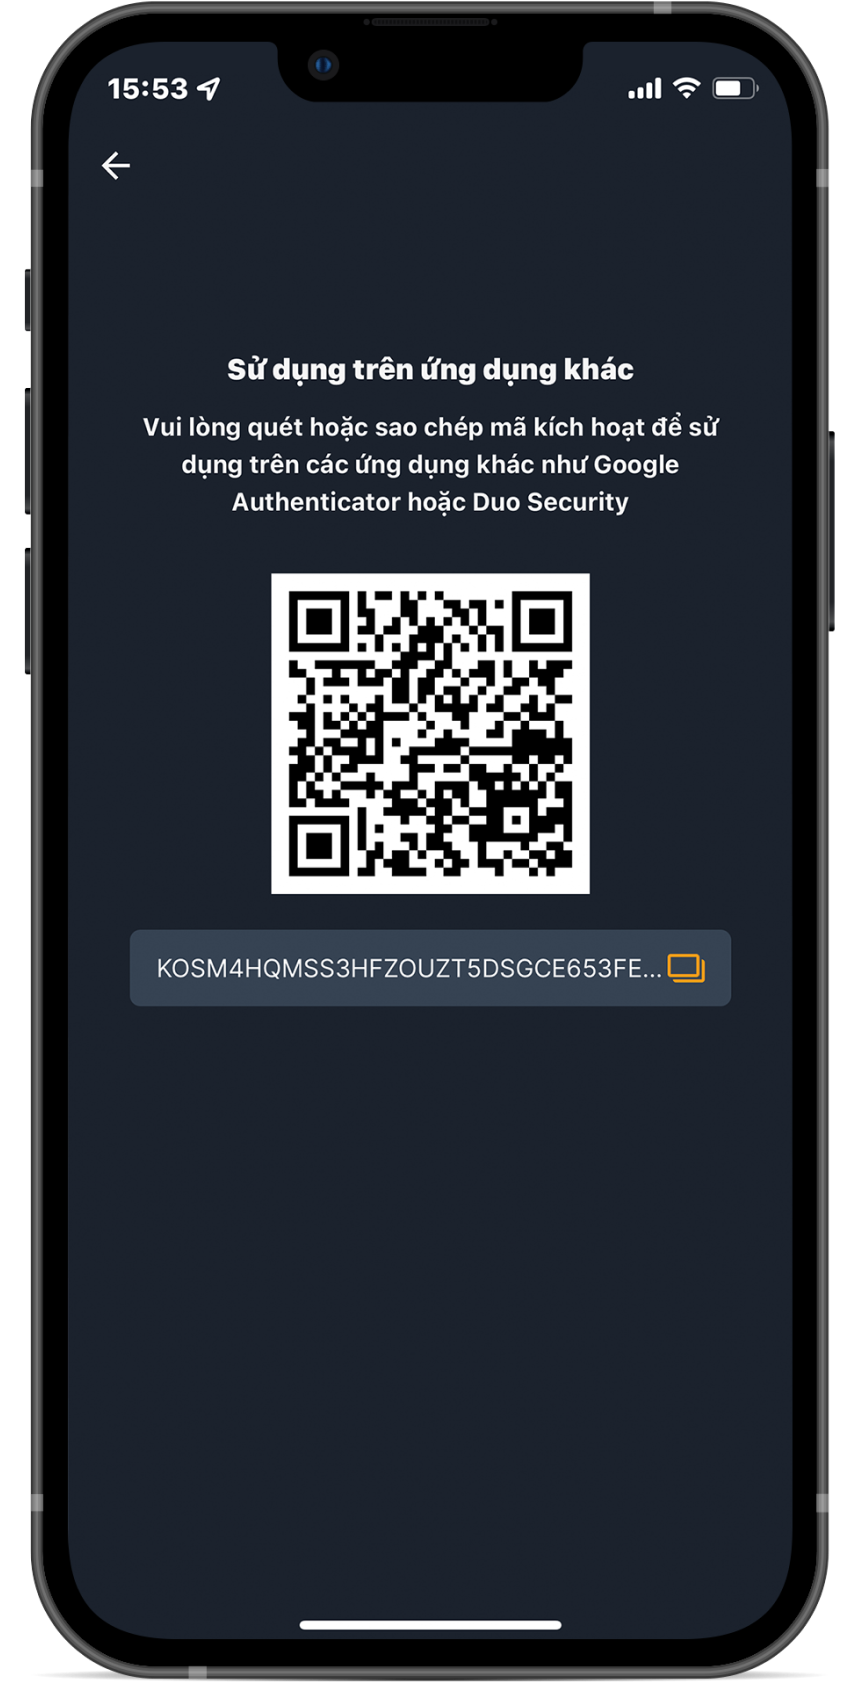 15:53
Sử dụng trên ứng dụng khác
Vui lòng quét hoặc sao chép mã kích hoạt để sử
dụng trên các ứng dụng khác như Google
Authenticator hoặc Duo Security
KOSM4HQMSS3HFZOUZT5DSGCE653FE...